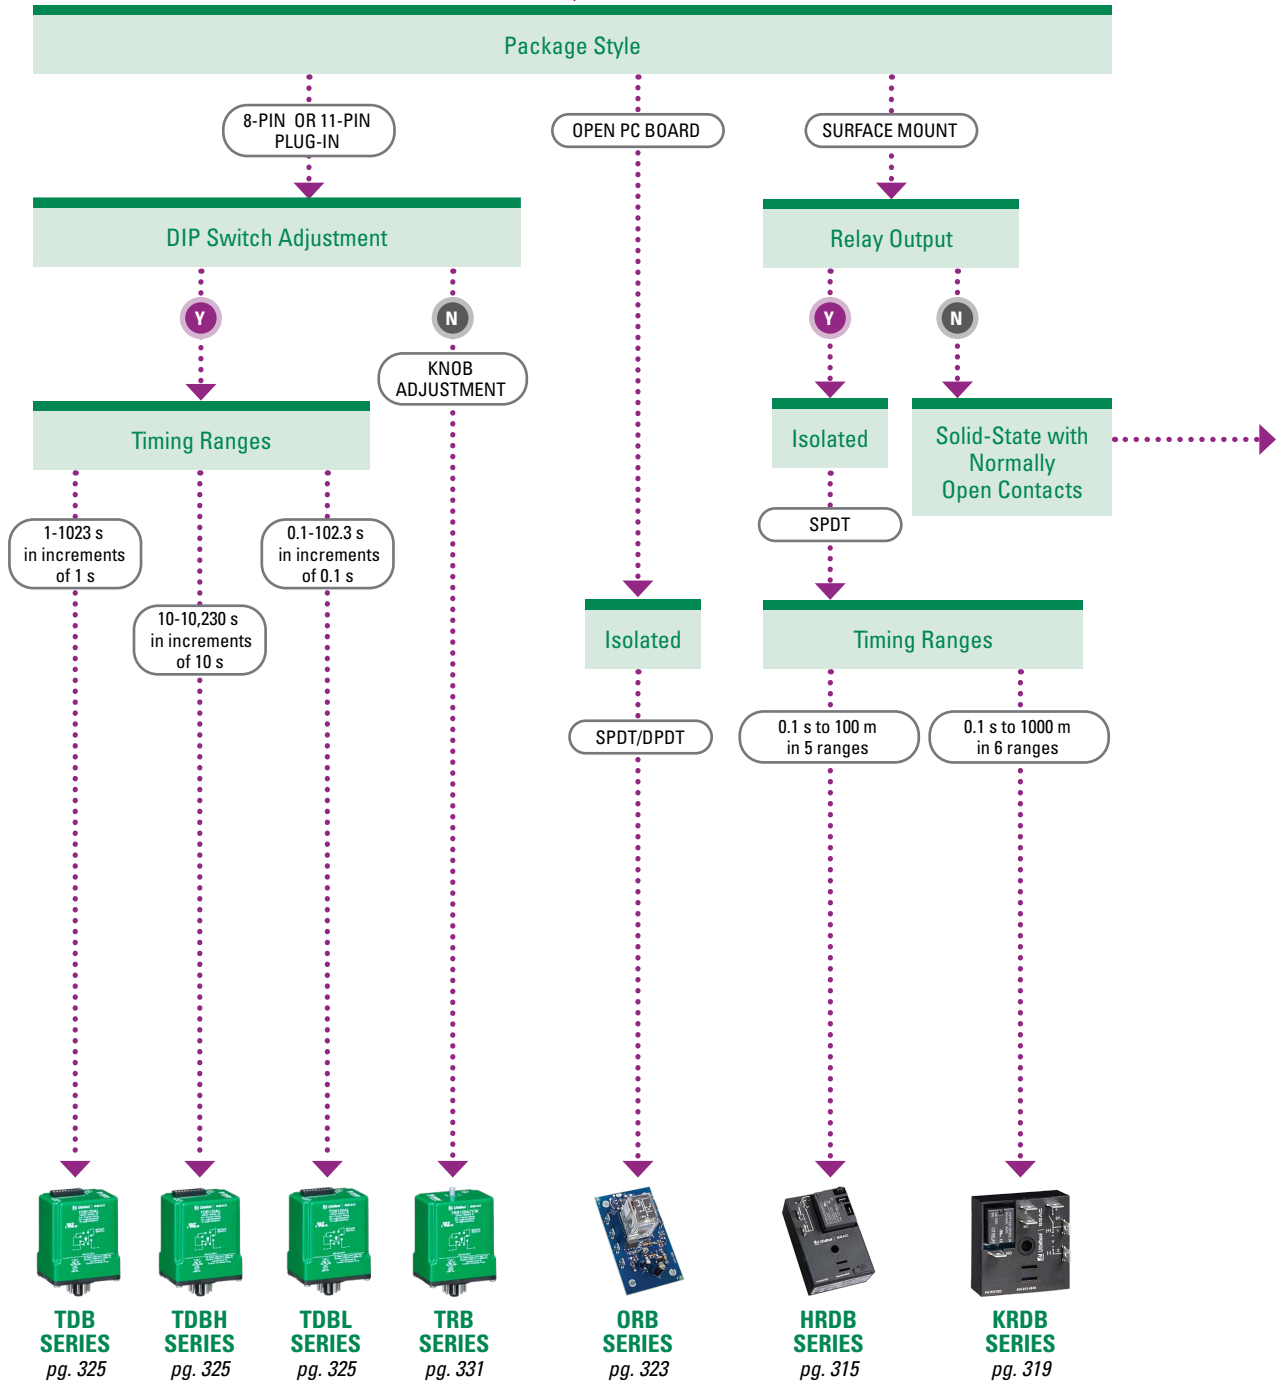 Package Style
8-PIN OR 11-PIN
PLUG-IN
OPEN PC BOARD
SURFACE MOUNT
DIP Switch Adjustment
Relay Output
Y
N
Y
N
KNOB
ADJUSTMENT
Timing Ranges
Isolated
Solid-State with
Normally
Open Contacts
1-1023 s
in increments
of 1 s
0.1-102.3 s
in increments
of 0.1 s
SPDT
10-10,230 s
in increments
of 10 s
Isolated
Timing Ranges
SPDT/DPDT
0.1 s to 100 m
in 5 ranges
0.1 s to 1000 m
in 6 ranges
TDB
SERIES
pg. 325
TDBH
SERIES
pg. 325
TDBL
SERIES
pg. 325
TRB
SERIES
pg. 331
ORB
SERIES
pg. 323
HRDB
SERIES
pg. 315
KRDB
SERIES
pg. 319